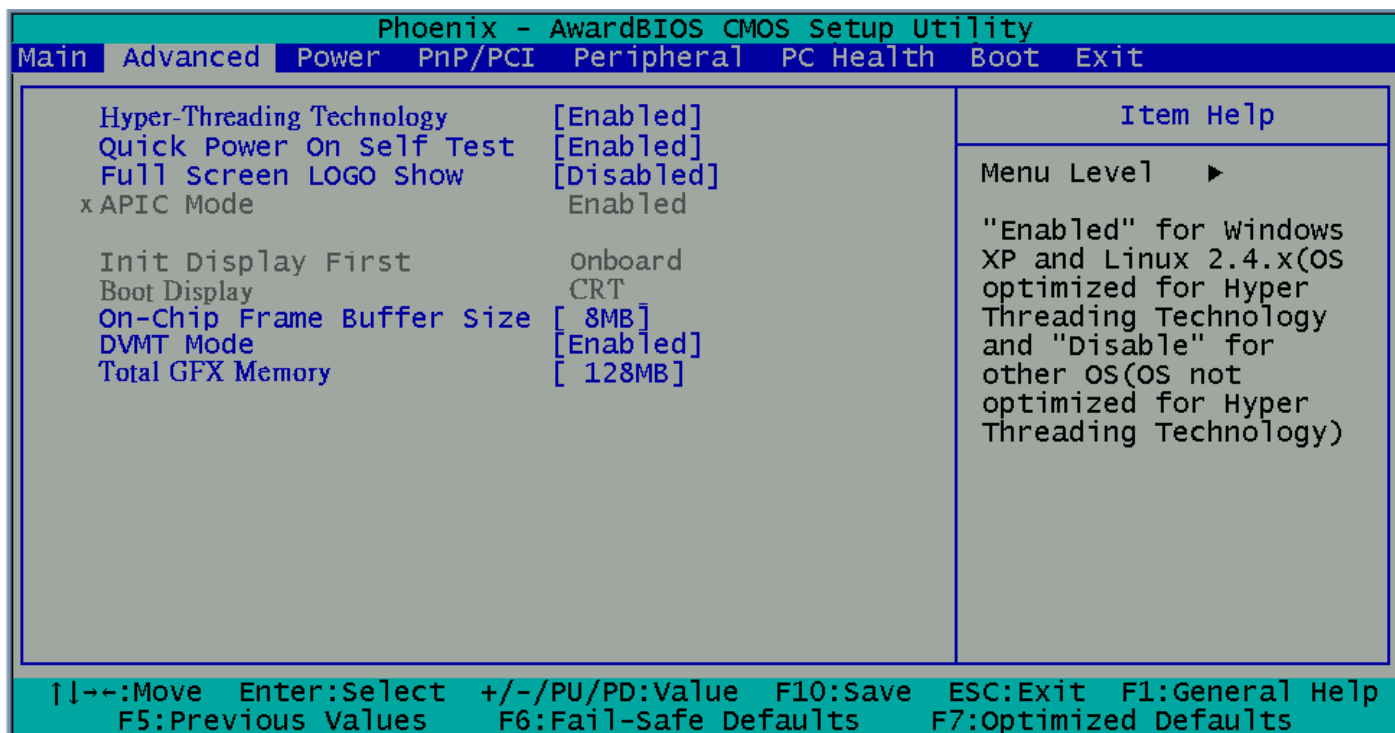 Phoenix - AwardBIOS CMOS Setup Utility
Main Advanced Power PnP/PCI Peripheral PC Health Boot Exit
Hyper-Threading Technology [Enabled]
Quick Power On Self Test [Enabled]
Full Screen LOGO Show [Disabled]
x APIC Mode Enabled
Init Display First Onboard
Boot Display CRT
On-Chip Frame Buffer Size [ 8MB]
DVMT Mode [Enabled]
Total GFX Memory [ 128MB]
Item Help
Menu Level ▶
"Enabled" for Windows
XP and Linux 2.4.x(OS
optimized for Hyper
Threading Technology
and "Disable" for
other OS(OS not
optimized for Hyper
Threading Technology)
↑↓→←:Move Enter:Select +/-/PU/PD:Value F10:Save ESC:Exit F1:General Help
F5:Previous Values F6:Fail-Safe Defaults F7:Optimized Defaults